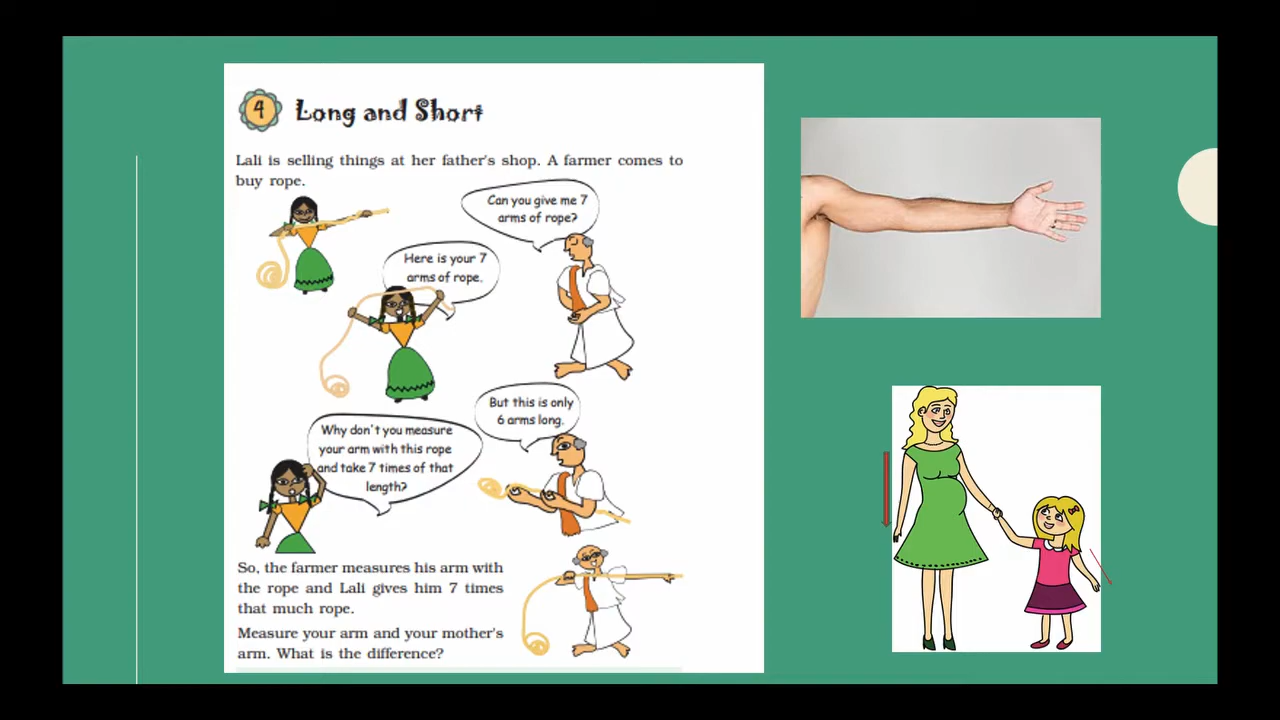 4 Long and Short
Lali is selling things at her father's shop. A farmer comes to
buy rope.
Can you give me 7
arms of rope?
Here is your 7
arms of rope.
But this is only
6 arms long.
Why don't you measure
your arm with this rope
and take 7 times of that
length?
So, the farmer measures his arm with
the rope and Lali gives him 7 times
that much rope.
Measure your arm and your mother's
arm. What is the difference?